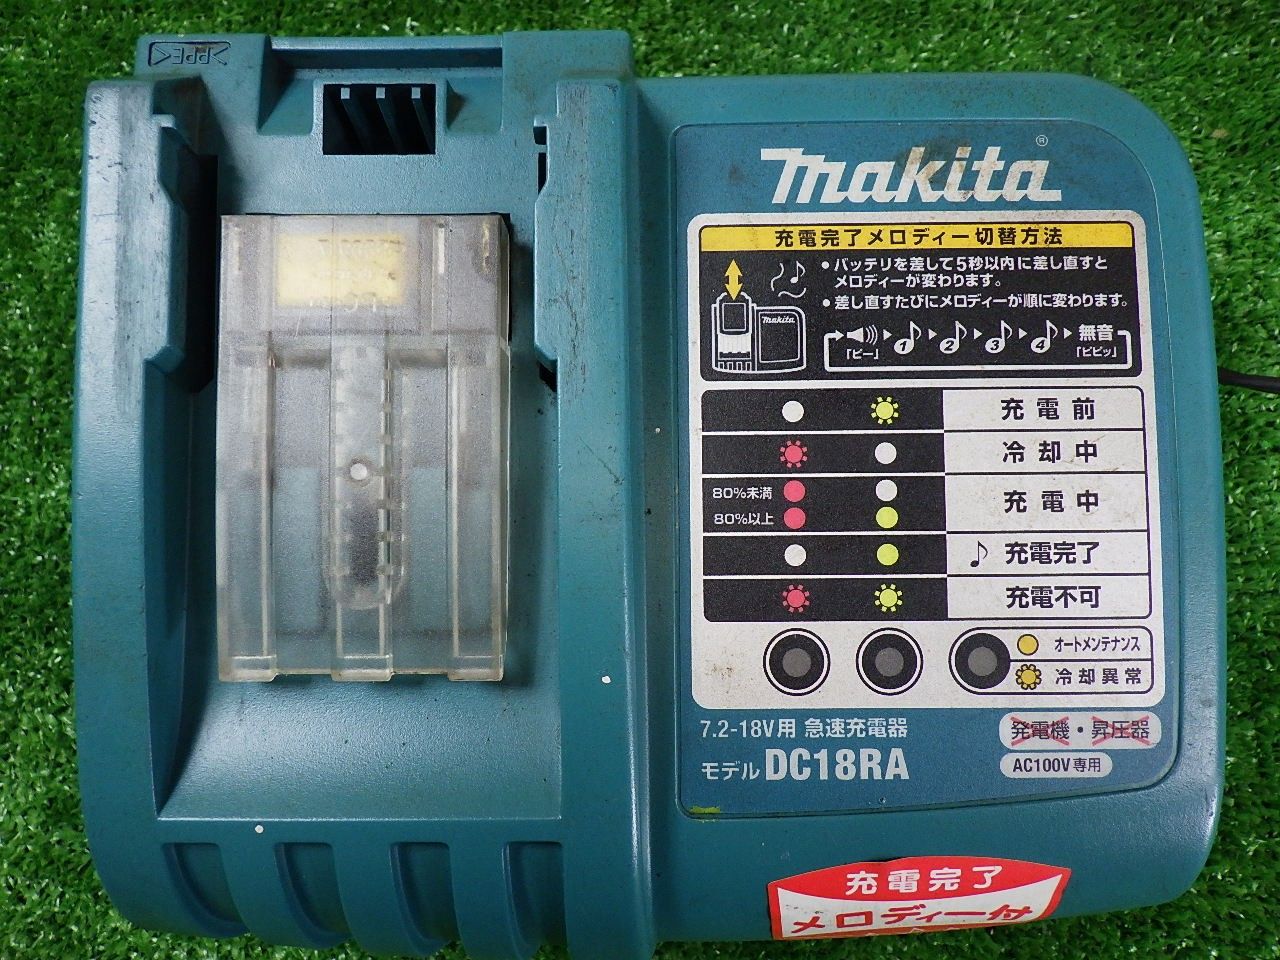 >PPE<
makita®
充電完了メロディー切替方法
•バッテリを差して5秒以内に差し直すと
メロディーが変わります。
•差し直すたびにメロディーが順に変わります。
makita
1 2 3 4 無音
「ピー」 「ピピッ」
充電前
冷却中
80%未満
80%以上
充電中
♪ 充電完了
充電不可
オートメンテナンス
冷却異常
7.2-18V用 急速充電器
発電機・昇圧器
モデル DC18RA
AC100V専用
充電完了
メロディー付